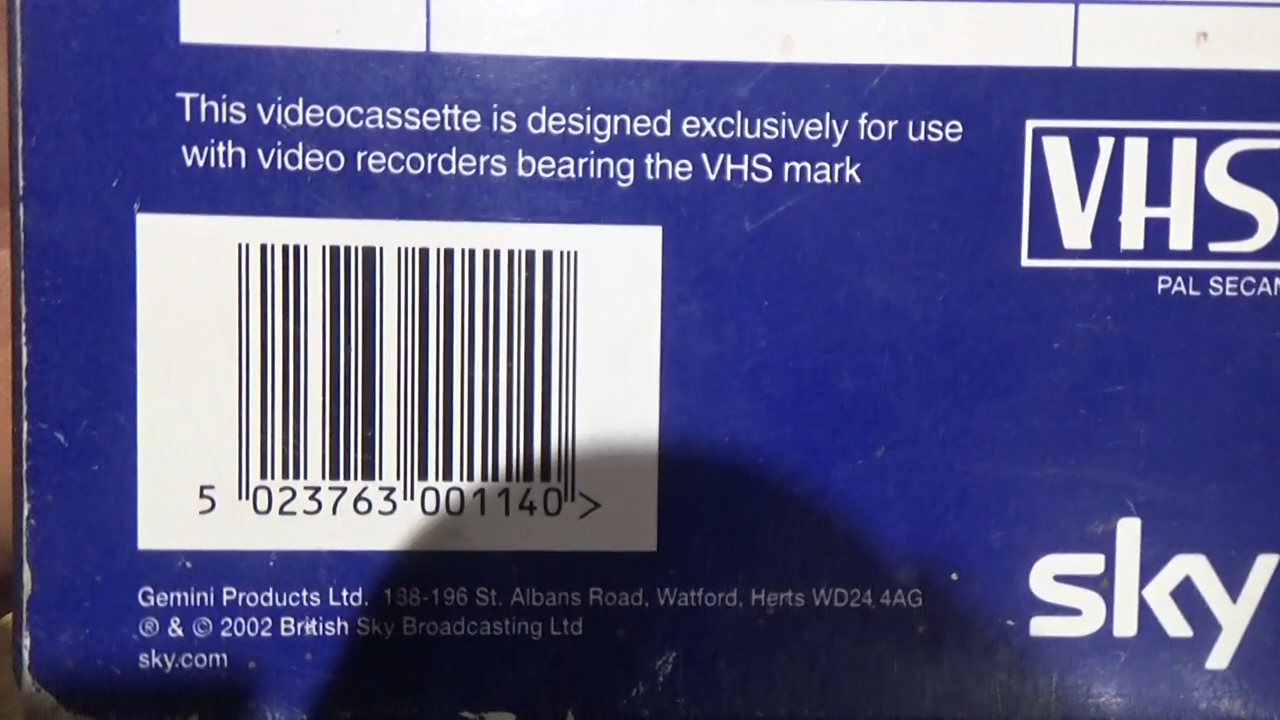 This videocassette is designed exclusively for use
with video recorders bearing the VHS mark
VHS
PAL SECAM
5 023763 001140 >
Gemini Products Ltd. 138-196 St. Albans Road, Watford, Herts WD24 4AG
® & © 2002 British Sky Broadcasting Ltd
sky.com
sky